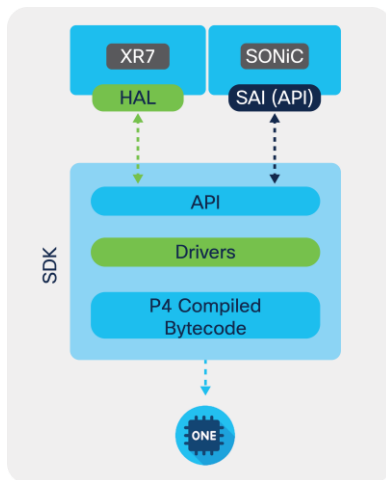 XR7
SONiC
HAL
SAI (API)
SDK
API
Drivers
P4 Compiled
Bytecode
ONE